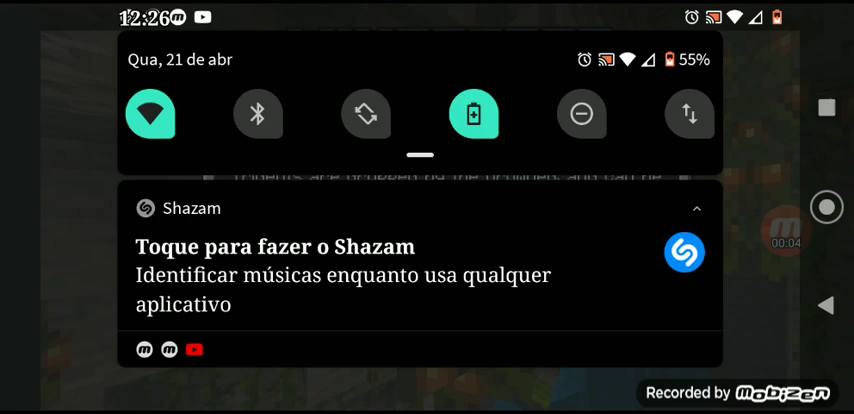 12:26
Qua, 21 de abr
55%
Shazam
Toque para fazer o Shazam
Identificar músicas enquanto usa qualquer
aplicativo
00:04
Recorded by mobizen